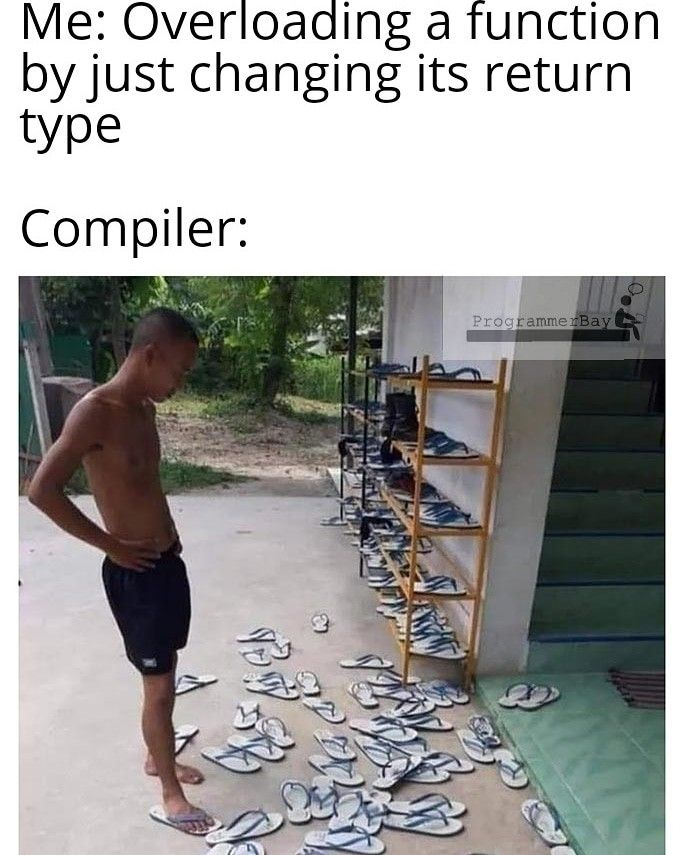 Me: Overloading a function
by just changing its return
type
Compiler:
ProgrammerBay